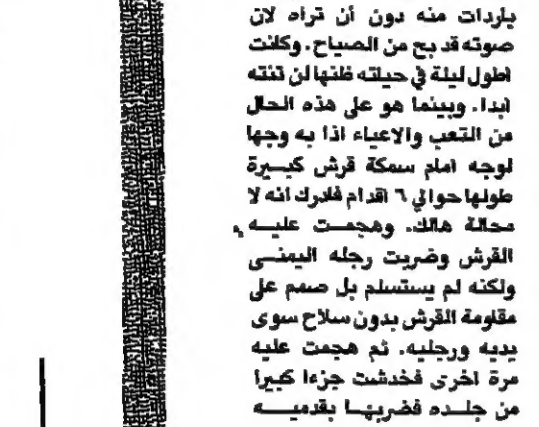 ياردات منه دون أن تراه لان
صوته قد بح من الصياح. وكانت
اطول ليلة في حياته ظنها لن تنته
ابدا. وبينما هو على هذه الحال
من التعب والاعياء اذا به وجها
لوجه امام سمكة قرش كبيرة
طولها حوالي ٦ اقدام فادرك انه لا
محالة هالك. وهجمت عليه
القرش وضربت رجله اليمنى
ولكنه لم يستسلم بل صمم على
مقاومة القرش بدون سلاح سوى
يديه ورجليه. ثم هجمت عليه
مرة اخرى فخدشت جزءا كبيرا
من جلده فضربها بقدميه